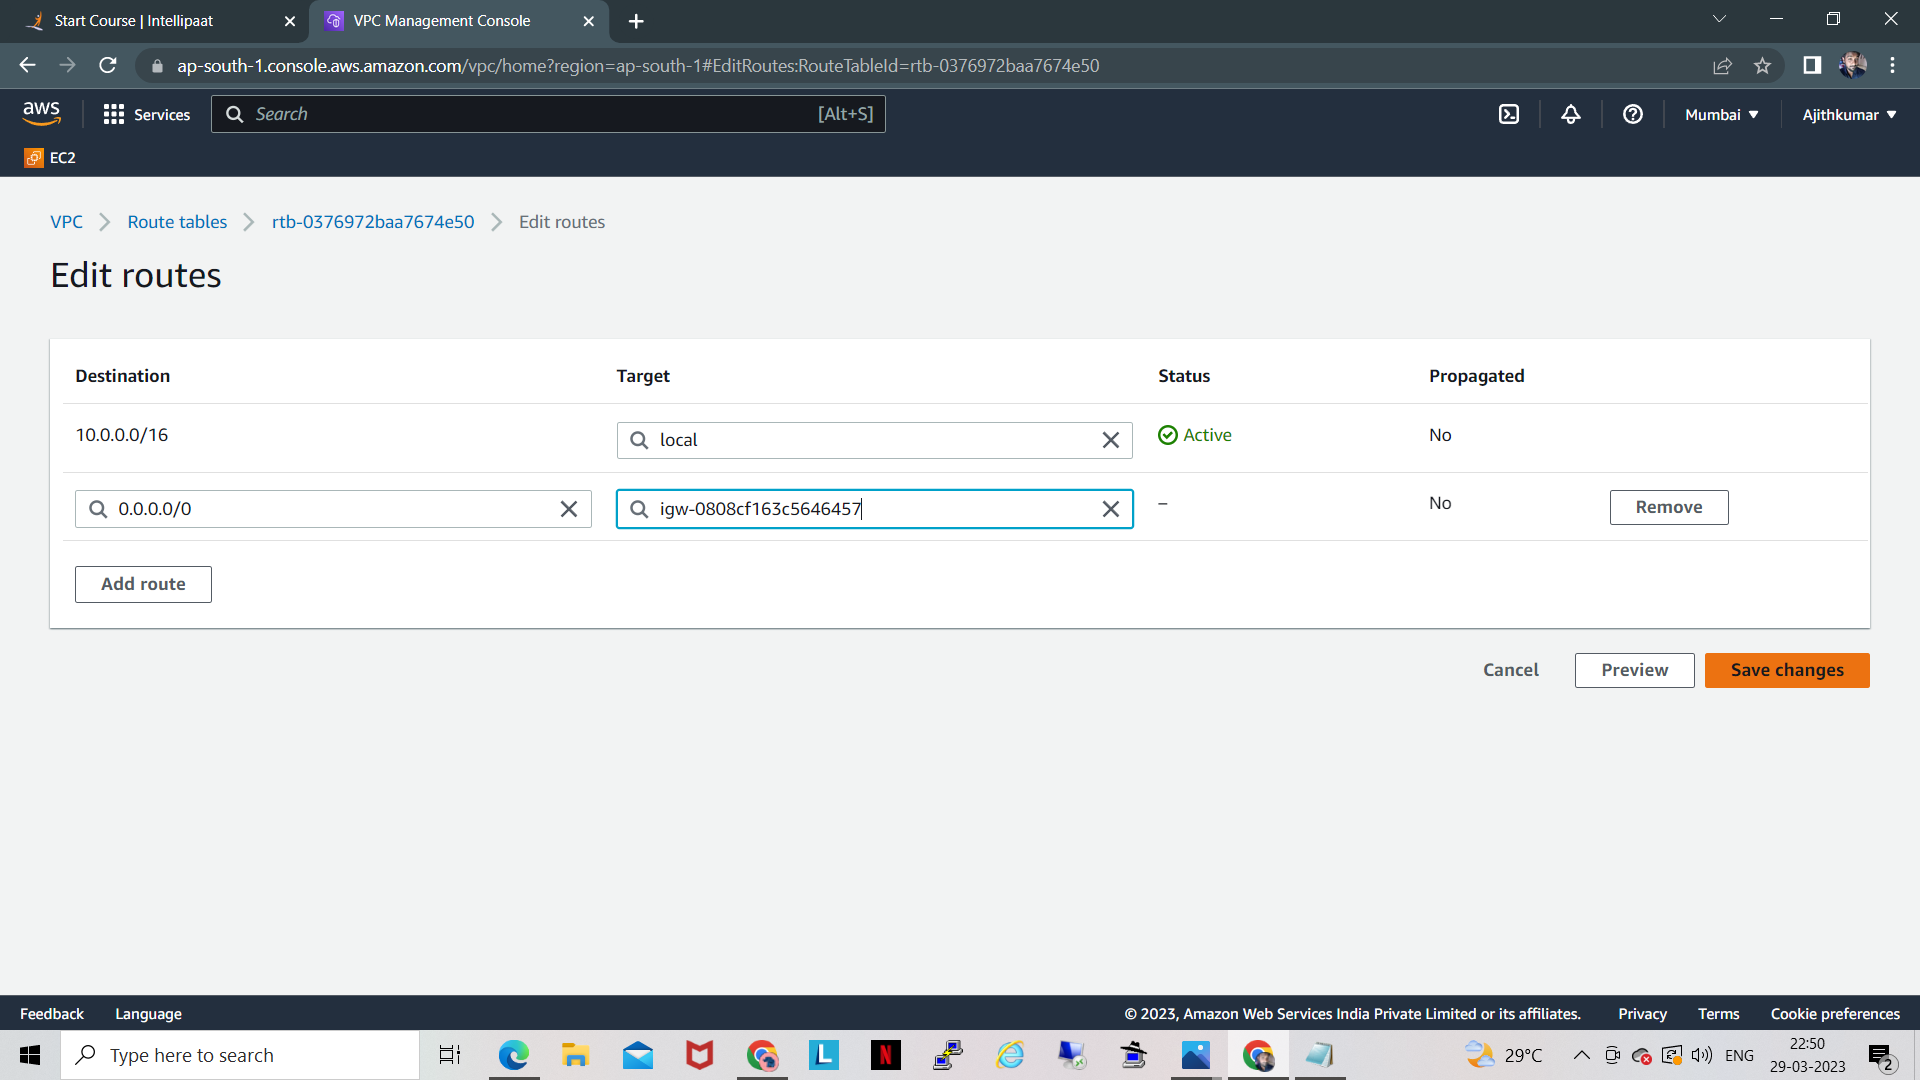 Start Course | Intellipaat
VPC Management Console
ap-south-1.console.aws.amazon.com/vpc/home?region=ap-south-1#EditRoutes:RouteTableId=rtb-0376972baa7674e50
aws
Services
Search
[Alt+S]
Mumbai
Ajithkumar
EC2
VPC
Route tables
rtb-0376972baa7674e50
Edit routes
Edit routes
Destination
Target
Status
Propagated
10.0.0.0/16
local
Active
No
0.0.0.0/0
igw-0808cf163c5646457
–
No
Remove
Add route
Cancel
Preview
Save changes
Feedback
Language
© 2023, Amazon Web Services India Private Limited or its affiliates.
Privacy
Terms
Cookie preferences
Type here to search
L
N
29°C
ENG
22:50
29-03-2023
2